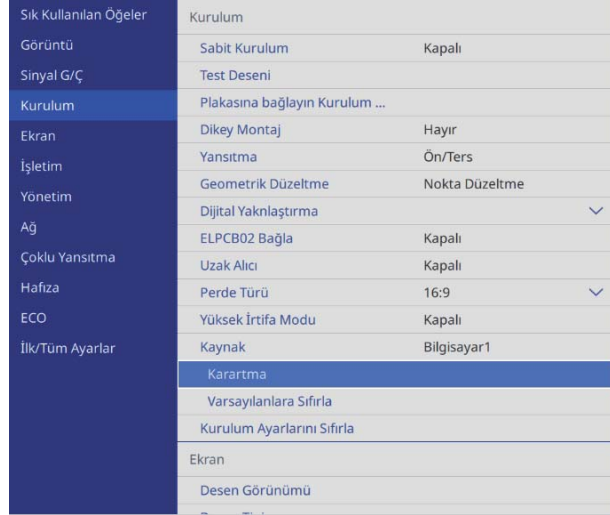 Sık Kullanılan Öğeler
Görüntü
Sinyal G/Ç
Kurulum
Ekran
İşletim
Yönetim
Ağ
Çoklu Yansıtma
Hafıza
ECO
İlk/Tüm Ayarlar
Kurulum
Sabit Kurulum Kapalı
Test Deseni
Plakasına bağlayın Kurulum ...
Dikey Montaj Hayır
Yansıtma Ön/Ters
Geometrik Düzeltme Nokta Düzeltme
Dijital Yaknlaştırma
ELPCB02 Bağla Kapalı
Uzak Alıcı Kapalı
Perde Türü 16:9
Yüksek İrtifa Modu Kapalı
Kaynak Bilgisayar1
Karartma
Varsayılanlara Sıfırla
Kurulum Ayarlarını Sıfırla
Ekran
Desen Görünümü